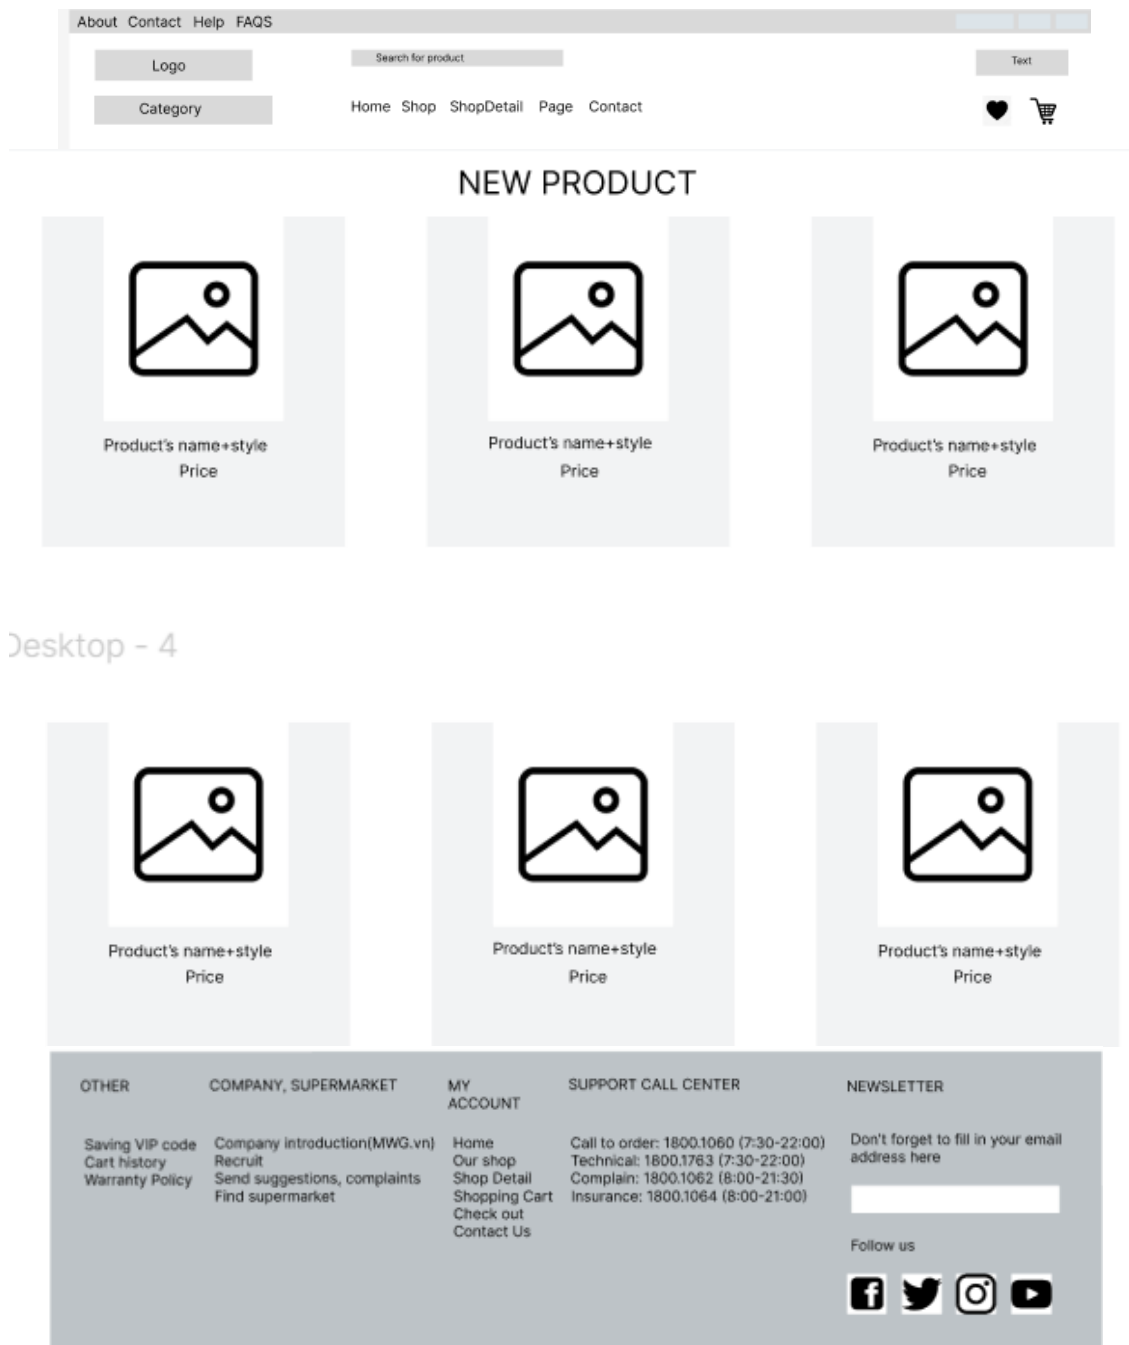 About Contact Help FAQS
Logo
Search for product
Text
Category
Home Shop ShopDetail Page Contact
NEW PRODUCT
Product's name+style
Price
Product's name+style
Price
Product's name+style
Price
Desktop - 4
Product's name+style
Price
Product's name+style
Price
Product's name+style
Price
OTHER
Saving VIP code
Cart history
Warranty Policy
COMPANY, SUPERMARKET
Company introduction(MWG.vn)
Recruit
Send suggestions, complaints
Find supermarket
MY
ACCOUNT
Home
Our shop
Shop Detail
Shopping Cart
Check out
Contact Us
SUPPORT CALL CENTER
Call to order: 1800.1060 (7:30-22:00)
Technical: 1800.1763 (7:30-22:00)
Complain: 1800.1062 (8:00-21:30)
Insurance: 1800.1064 (8:00-21:00)
NEWSLETTER
Don't forget to fill in your email
address here
Follow us